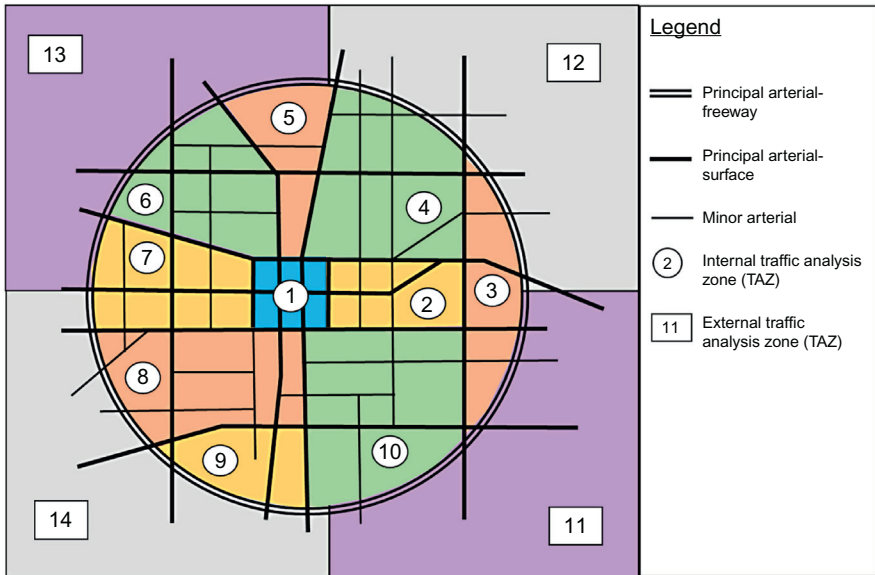 13
12
5
6
4
7
1
2
3
8
9
10
14
11
Legend
Principal arterial-
freeway
Principal arterial-
surface
Minor arterial
2
Internal traffic analysis
zone (TAZ)
11
External traffic
analysis zone (TAZ)